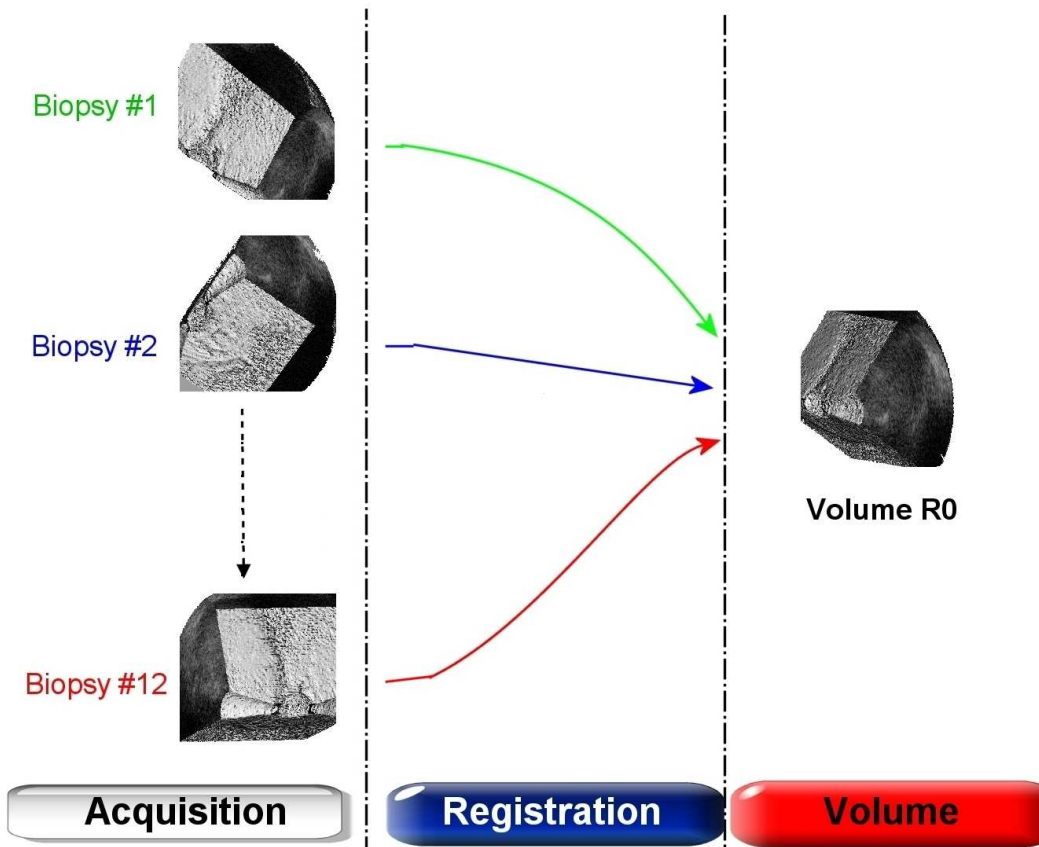 Biopsy #1
Biopsy #2
Volume R0
Biopsy #12
Acquisition
Registration
Volume